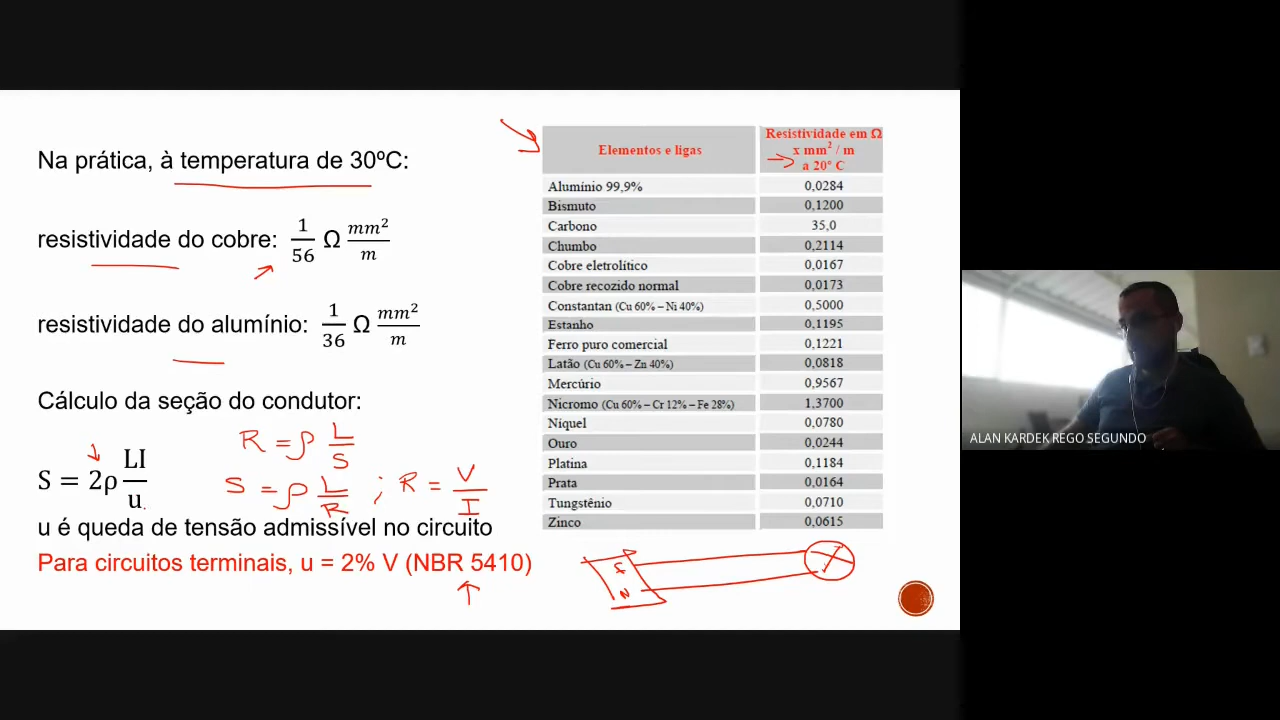 Na prática, à temperatura de 30ºC:
resistividade do cobre: 1/56 Ω mm²/m
resistividade do alumínio: 1/36 Ω mm²/m
Cálculo da seção do condutor:
R = ρ L/S
S = 2ρ LI/u
S = ρ L/R ; R = V/I
u é queda de tensão admissível no circuito
Para circuitos terminais, u = 2% V (NBR 5410)
Elementos e ligas Resistividade em Ω
x mm² / m
a 20° C
Alumínio 99,9% 0,0284
Bismuto 0,1200
Carbono 35,0
Chumbo 0,2114
Cobre eletrolítico 0,0167
Cobre recozido normal 0,0173
Constantan (Cu 60% – Ni 40%) 0,5000
Estanho 0,1195
Ferro puro comercial 0,1221
Latão (Cu 60% – Zn 40%) 0,0818
Mercúrio 0,9567
Nicromo (Cu 60% – Cr 12% – Fe 28%) 1,3700
Niquel 0,0780
Ouro 0,0244
Platina 0,1184
Prata 0,0164
Tungstênio 0,0710
Zinco 0,0615
F
N
ALAN KARDEK REGO SEGUNDO